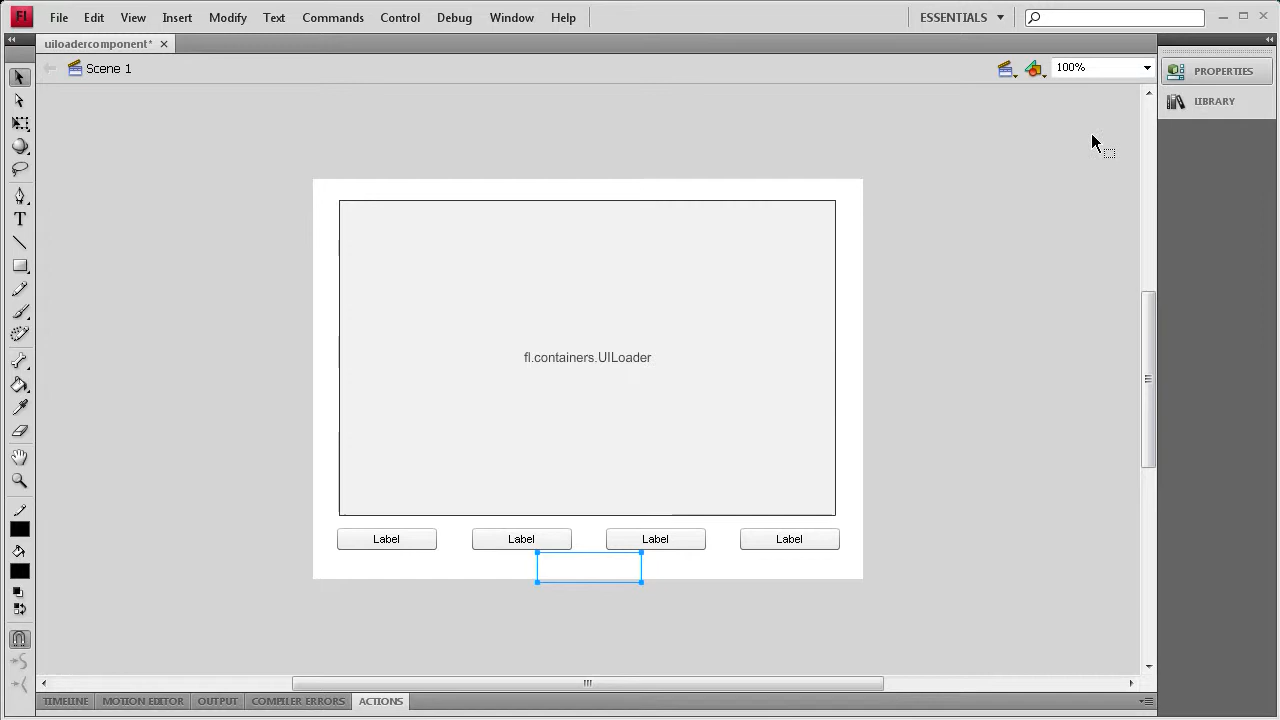 Fl File Edit View Insert Modify Text Commands Control Debug Window Help ESSENTIALS
uiloadercomponent*
Scene 1 100%
PROPERTIES
LIBRARY
T
fl.containers.UILoader
Label Label Label Label
TIMELINE MOTION EDITOR OUTPUT COMPILER ERRORS ACTIONS